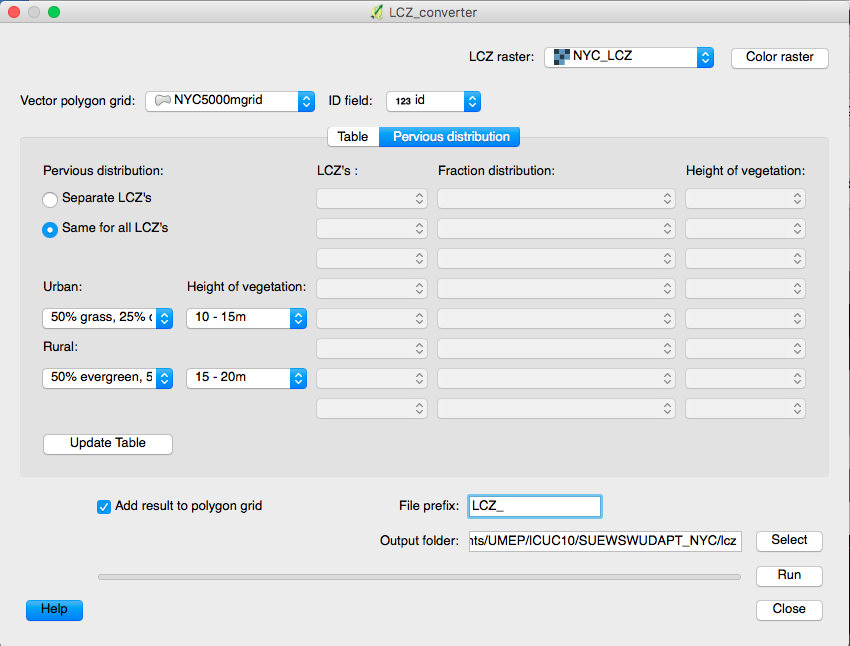 LCZ_converter
LCZ raster: NYC_LCZ Color raster
Vector polygon grid: NYC5000mgrid ID field: 123 id
Table Pervious distribution
Pervious distribution: LCZ's : Fraction distribution: Height of vegetation:
Separate LCZ's
Same for all LCZ's
Urban: Height of vegetation:
50% grass, 25% 10 - 15m
Rural:
50% evergreen, 5 15 - 20m
Update Table
Add result to polygon grid File prefix: LCZ_
Output folder: nts/UMEP/ICUC10/SUEWSWUDAPT_NYC/lcz Select
Run
Help Close